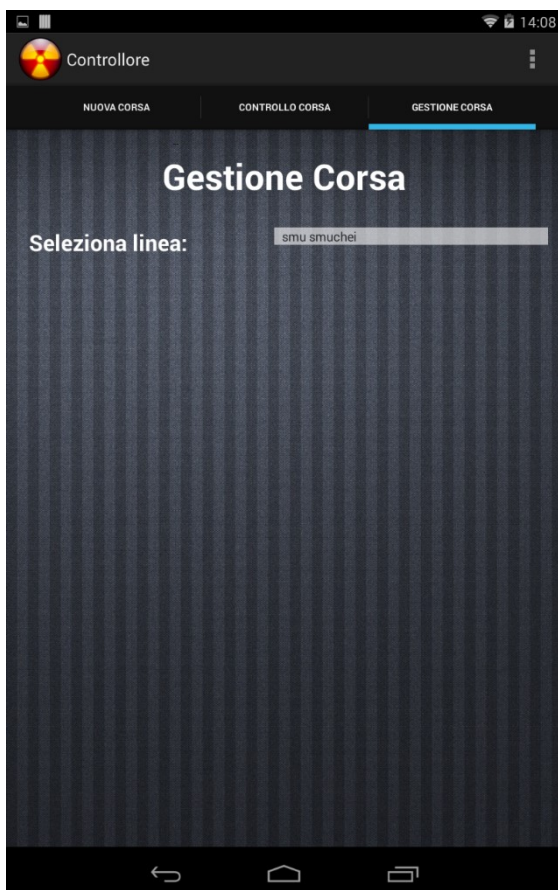 14:08
Controllore
NUOVA CORSA
CONTROLLO CORSA
GESTIONE CORSA
Gestione Corsa
Seleziona linea:
smu smuchei